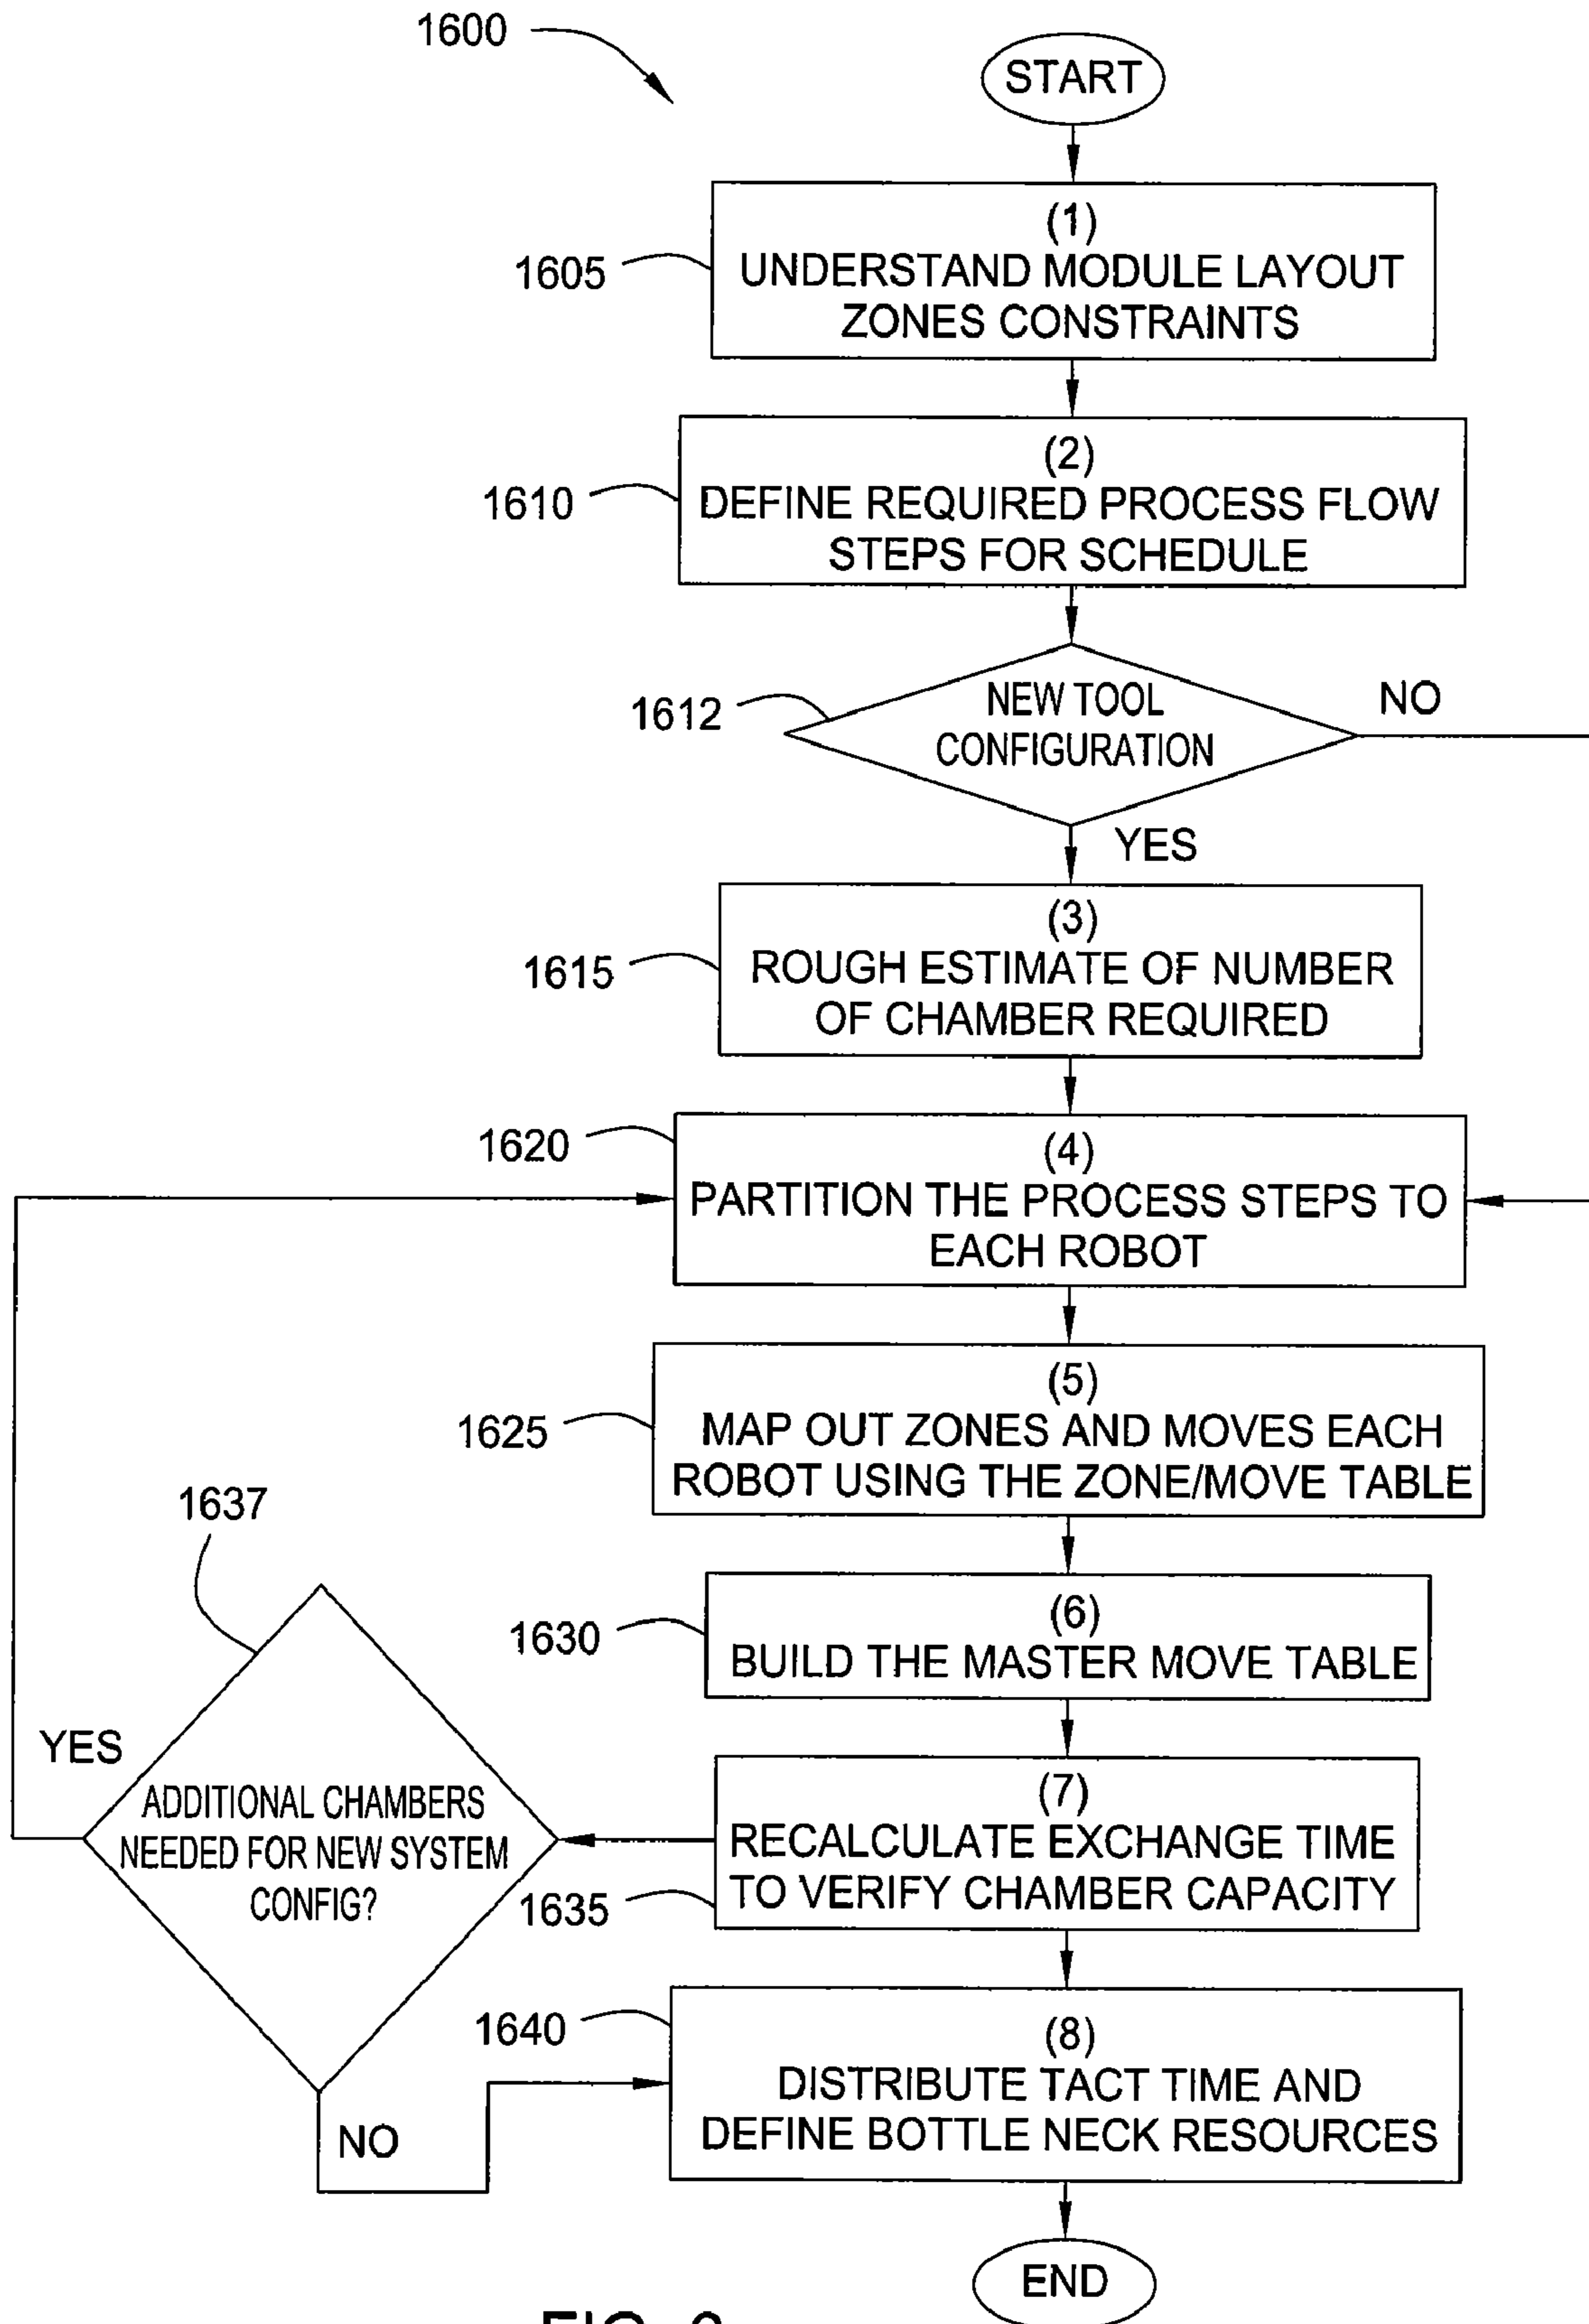 1600
START
(1)
1605
UNDERSTAND MODULE LAYOUT
ZONES CONSTRAINTS
(2)
1610
DEFINE REQUIRED PROCESS FLOW
STEPS FOR SCHEDULE
1612
NEW TOOL
CONFIGURATION
NO
YES
(3)
1615
ROUGH ESTIMATE OF NUMBER
OF CHAMBER REQUIRED
1620
(4)
PARTITION THE PROCESS STEPS TO
EACH ROBOT
(5)
1625
MAP OUT ZONES AND MOVES EACH
ROBOT USING THE ZONE/MOVE TABLE
1637
(6)
1630
BUILD THE MASTER MOVE TABLE
YES
ADDITIONAL CHAMBERS
NEEDED FOR NEW SYSTEM
CONFIG?
(7)
RECALCULATE EXCHANGE TIME
TO VERIFY CHAMBER CAPACITY
1635
1640
(8)
DISTRIBUTE TACT TIME AND
DEFINE BOTTLE NECK RESOURCES
NO
END